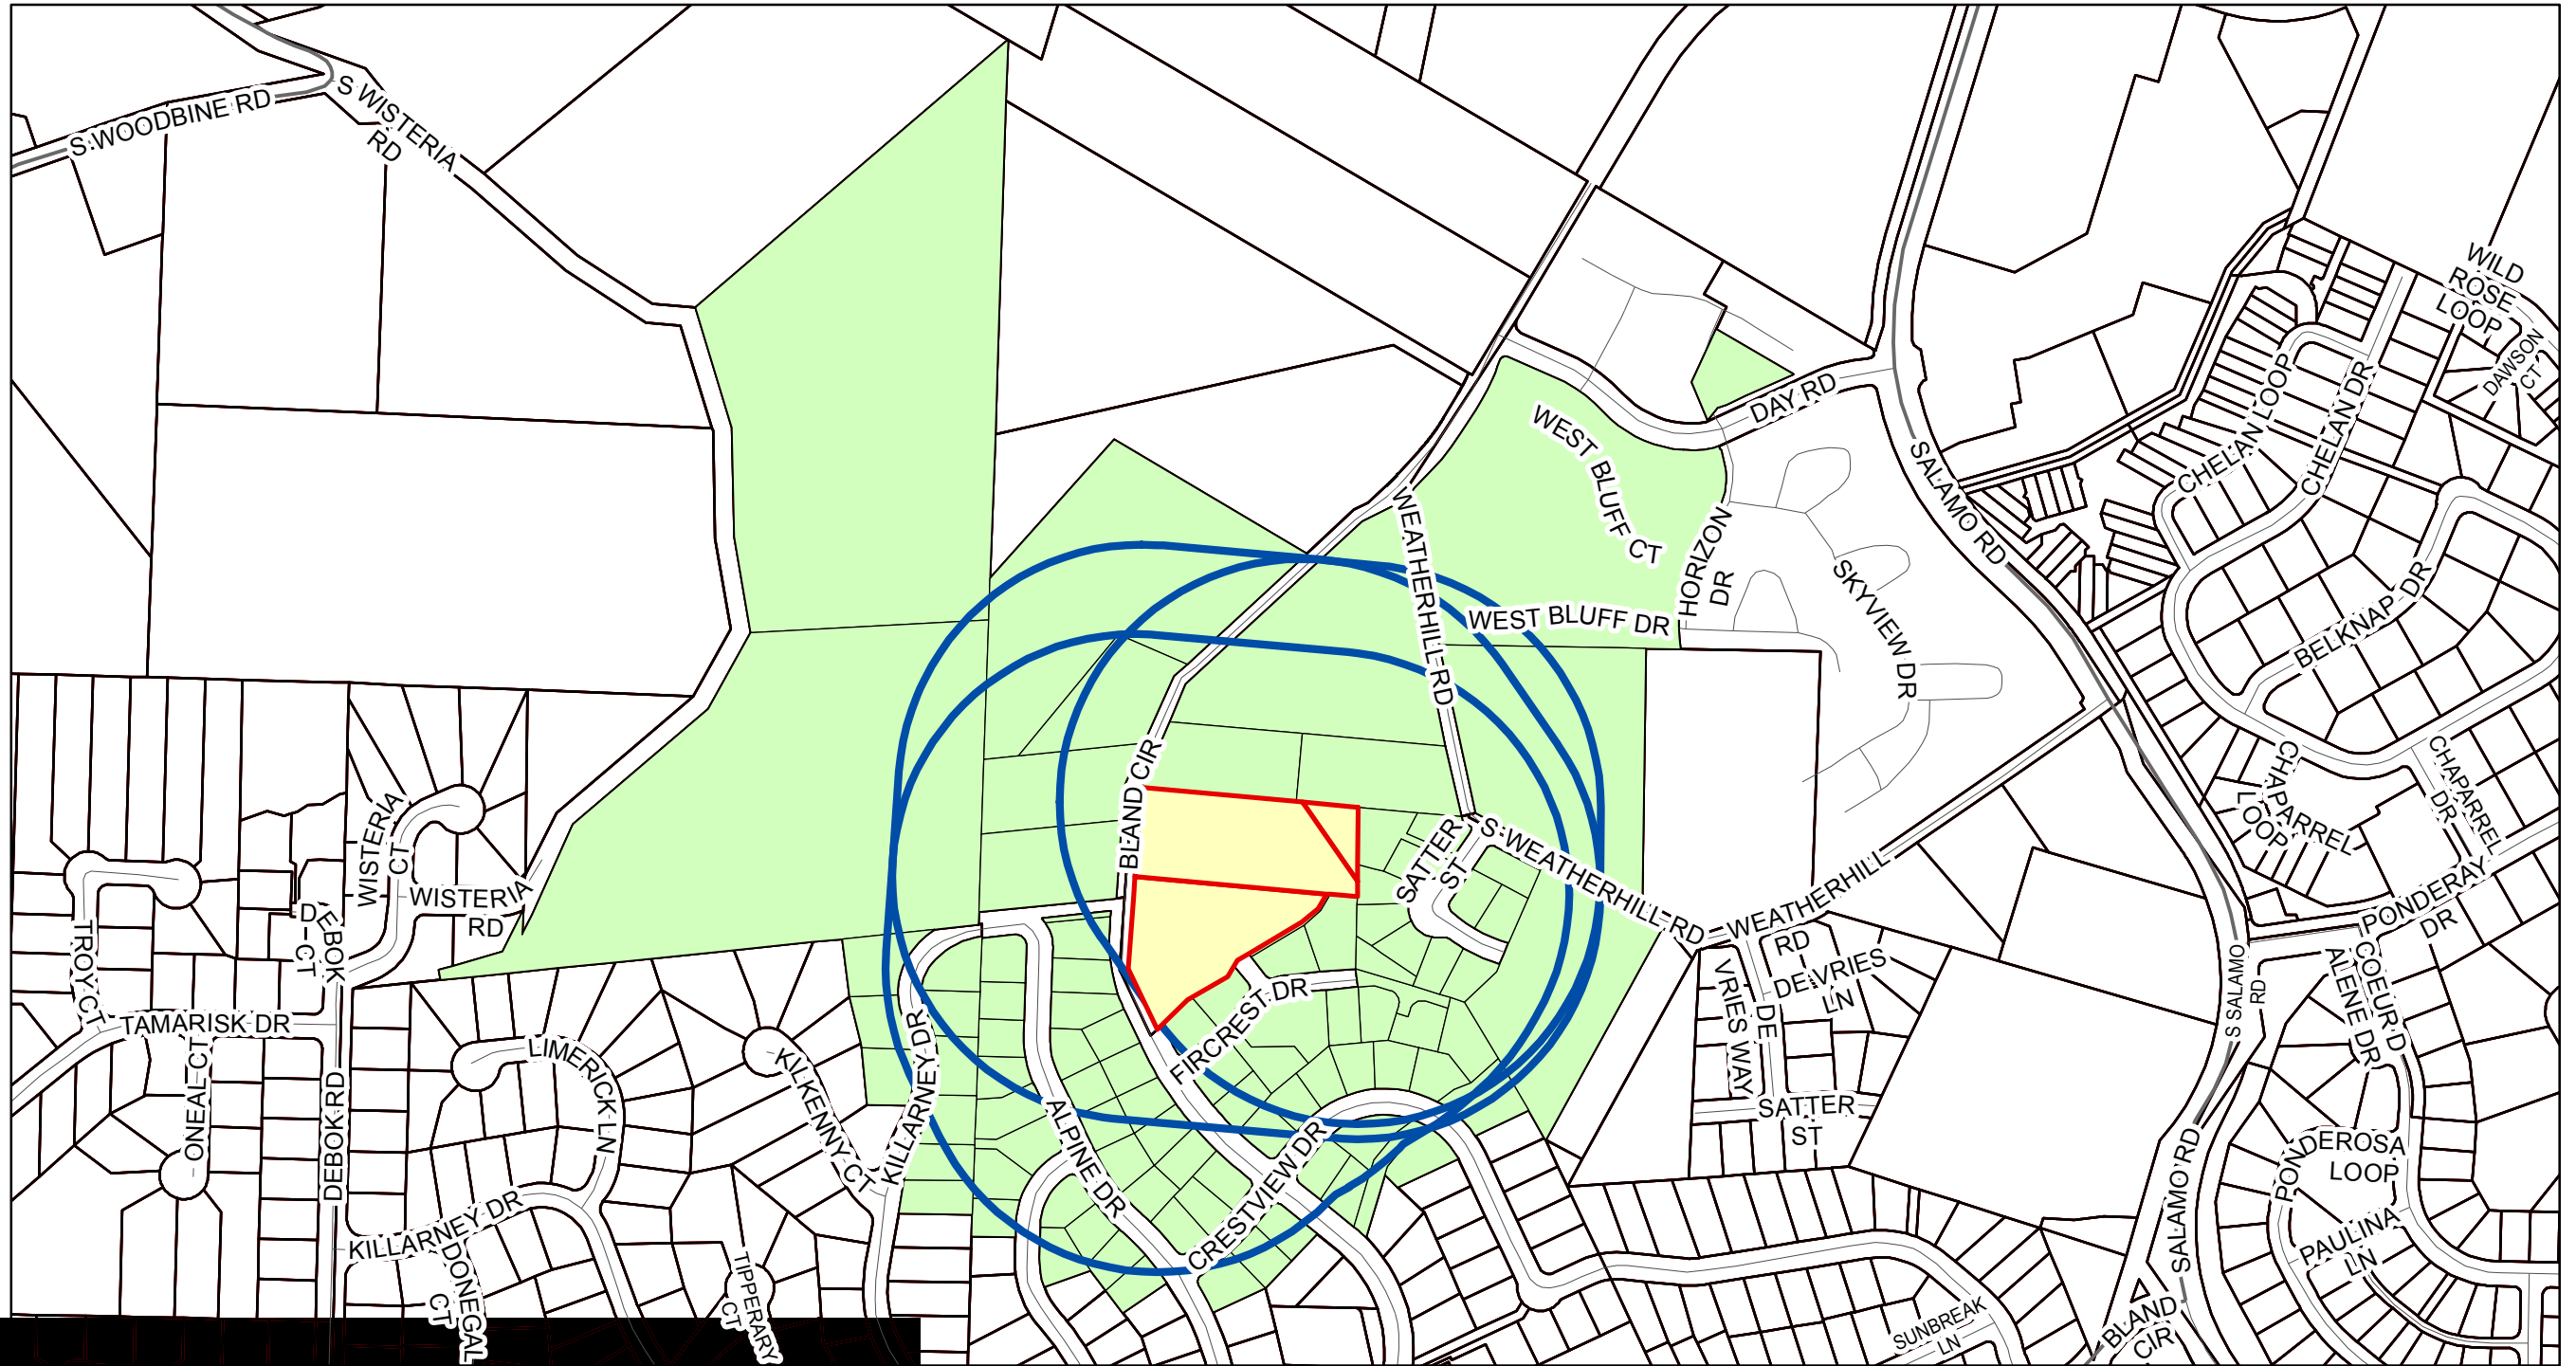 S WOODBINE RD
S WISTERIA
RD
WILD
ROSE
LOOP
DAWSON
CT
DAY RD
CHELAN LOOP
CHELAN DR
WEST BLUFF CT
SALAMO RD
WEATHERHILL RD
HORIZON
DR
WEST BLUFF DR
SKYVIEW DR
BELKNAP DR
BLAND CIR
CHAPARREL
LOOP
CHAPARREL
DR
WISTERIA
CT
WISTERIA
RD
DEBOK
CT
TROY CT
SATTER
ST
S WEATHERHILL RD
WEATHERHILL
RD
PONDERAY
DR
COEUR D
ALENE DR
S SALAMO
RD
DE VRIES
LN
DE
VRIES WAY
TAMARISK DR
ONEAL CT
DEBOK RD
LIMERICK LN
KILKENNY CT
KILLARNEY DR
FIRCREST DR
ALPINE DR
CRESTVIEW DR
SATTER
ST
PONDEROSA
LOOP
SALAMO RD
PAULINA
LN
KILLARNEY DR
DONEGAL
CT
TIPPERARY
CT
SUNBREAK
LN
BLAND
CIR